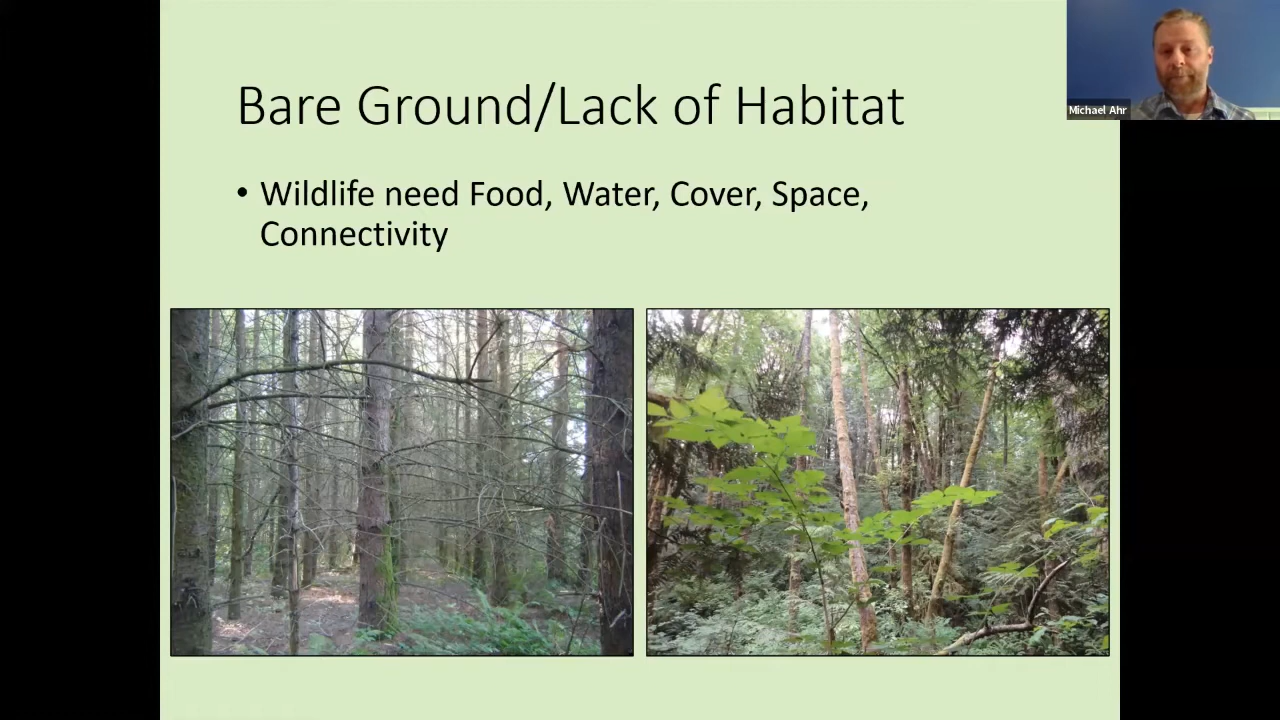 Bare Ground/Lack of Habitat
• Wildlife need Food, Water, Cover, Space,
Connectivity
Michael Ahr